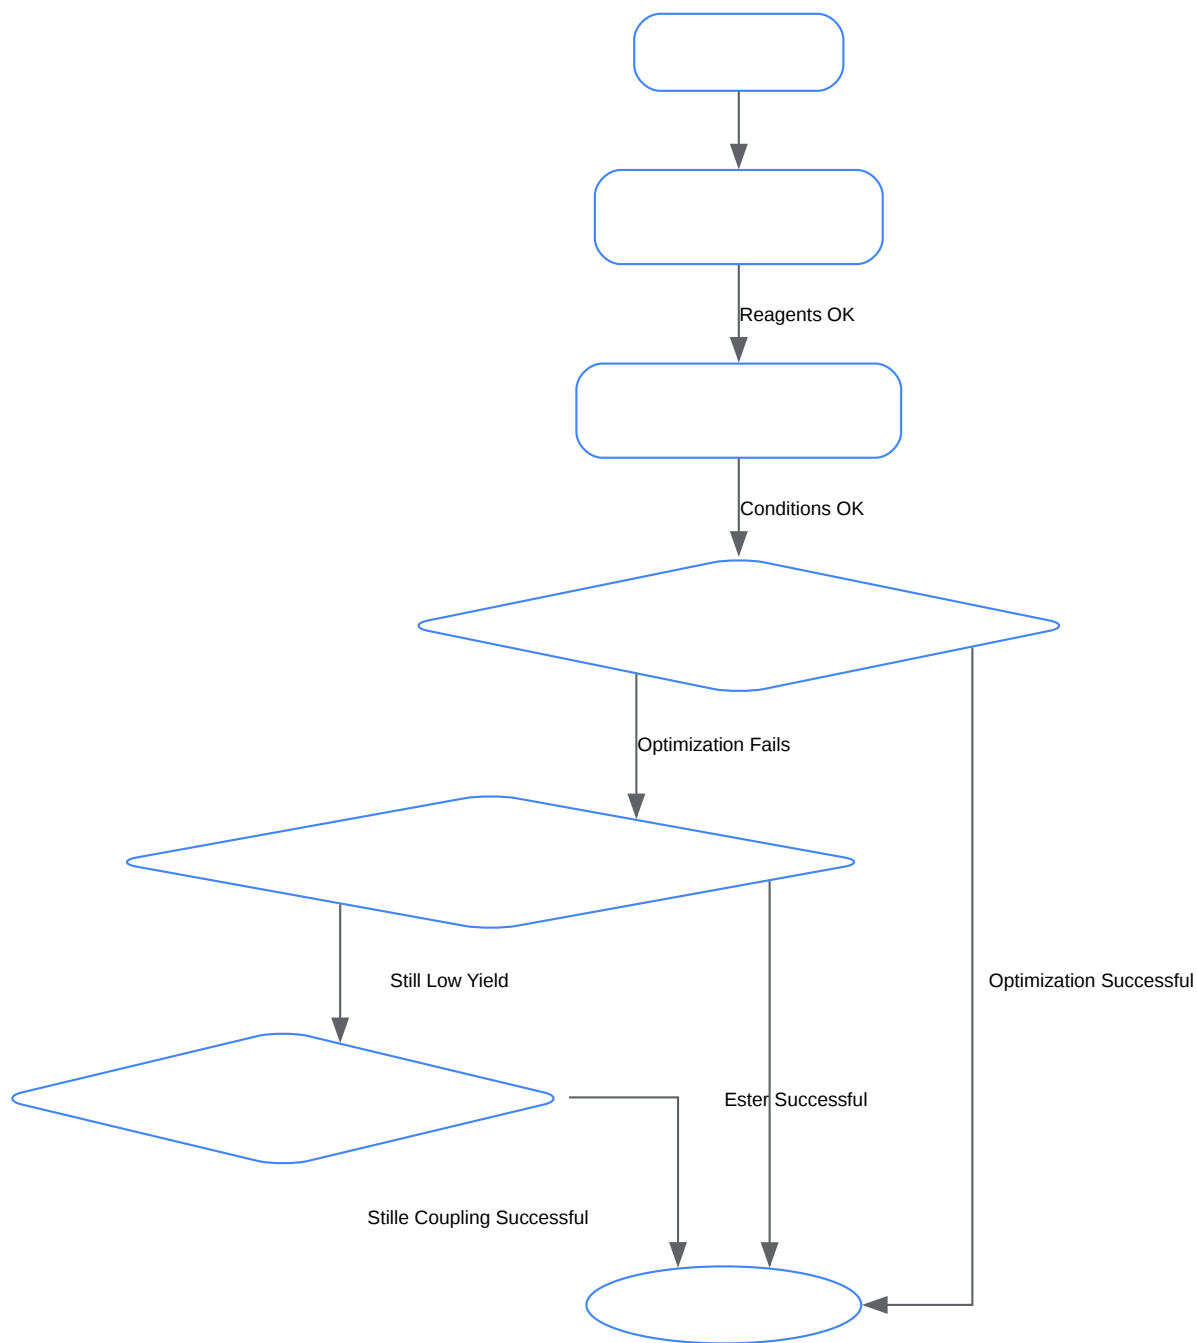 Reagents OK
Conditions OK
Optimization Fails
Still Low Yield
Optimization Successful
Ester Successful
Stille Coupling Successful